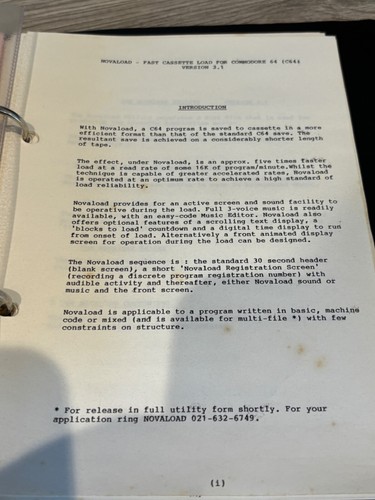 NOVALOAD - FAST CASSETTE LOAD FOR COMMODORE 64 (C64)
VERSION 2.1
INTRODUCTION
With Novaload, a C64 program is saved to cassette in a more
efficient format than that of the standard C64 save. The
resultant save is achieved on a considerably shorter length
of tape.
The effect, under Novaload, is an approx. five times faster
load at a read rate of some 16K of program/minute.Whilst the
technique is capable of greater accelerated rates, Novaload
is operated at an optimum rate to achieve a high standard of
load reliability.
Novaload provides for an active screen and sound facility to
be operative during the load. Full 3-voice music is readily
available, with an easy-code Music Editor. Novaload also
offers optional features of a scrolling text display, a
'blocks to load' countdown and a digital time display to run
from onset of load. Alternatively a front animated display
screen for operation during the load can be designed.
The Novaload sequence is : the standard 30 second header
(blank screen), a short 'Novaload Registration Screen'
(recording a discrete program registration number) with
audible activity and thereafter, either Novaload sound or
music and the front screen.
Novaload is applicable to a program written in basic, machine
code or mixed (and is available for multi-file *) with few
constraints on structure.
* For release in full utility form shortly. For your
application ring NOVALOAD 021-632-6749.
(i)